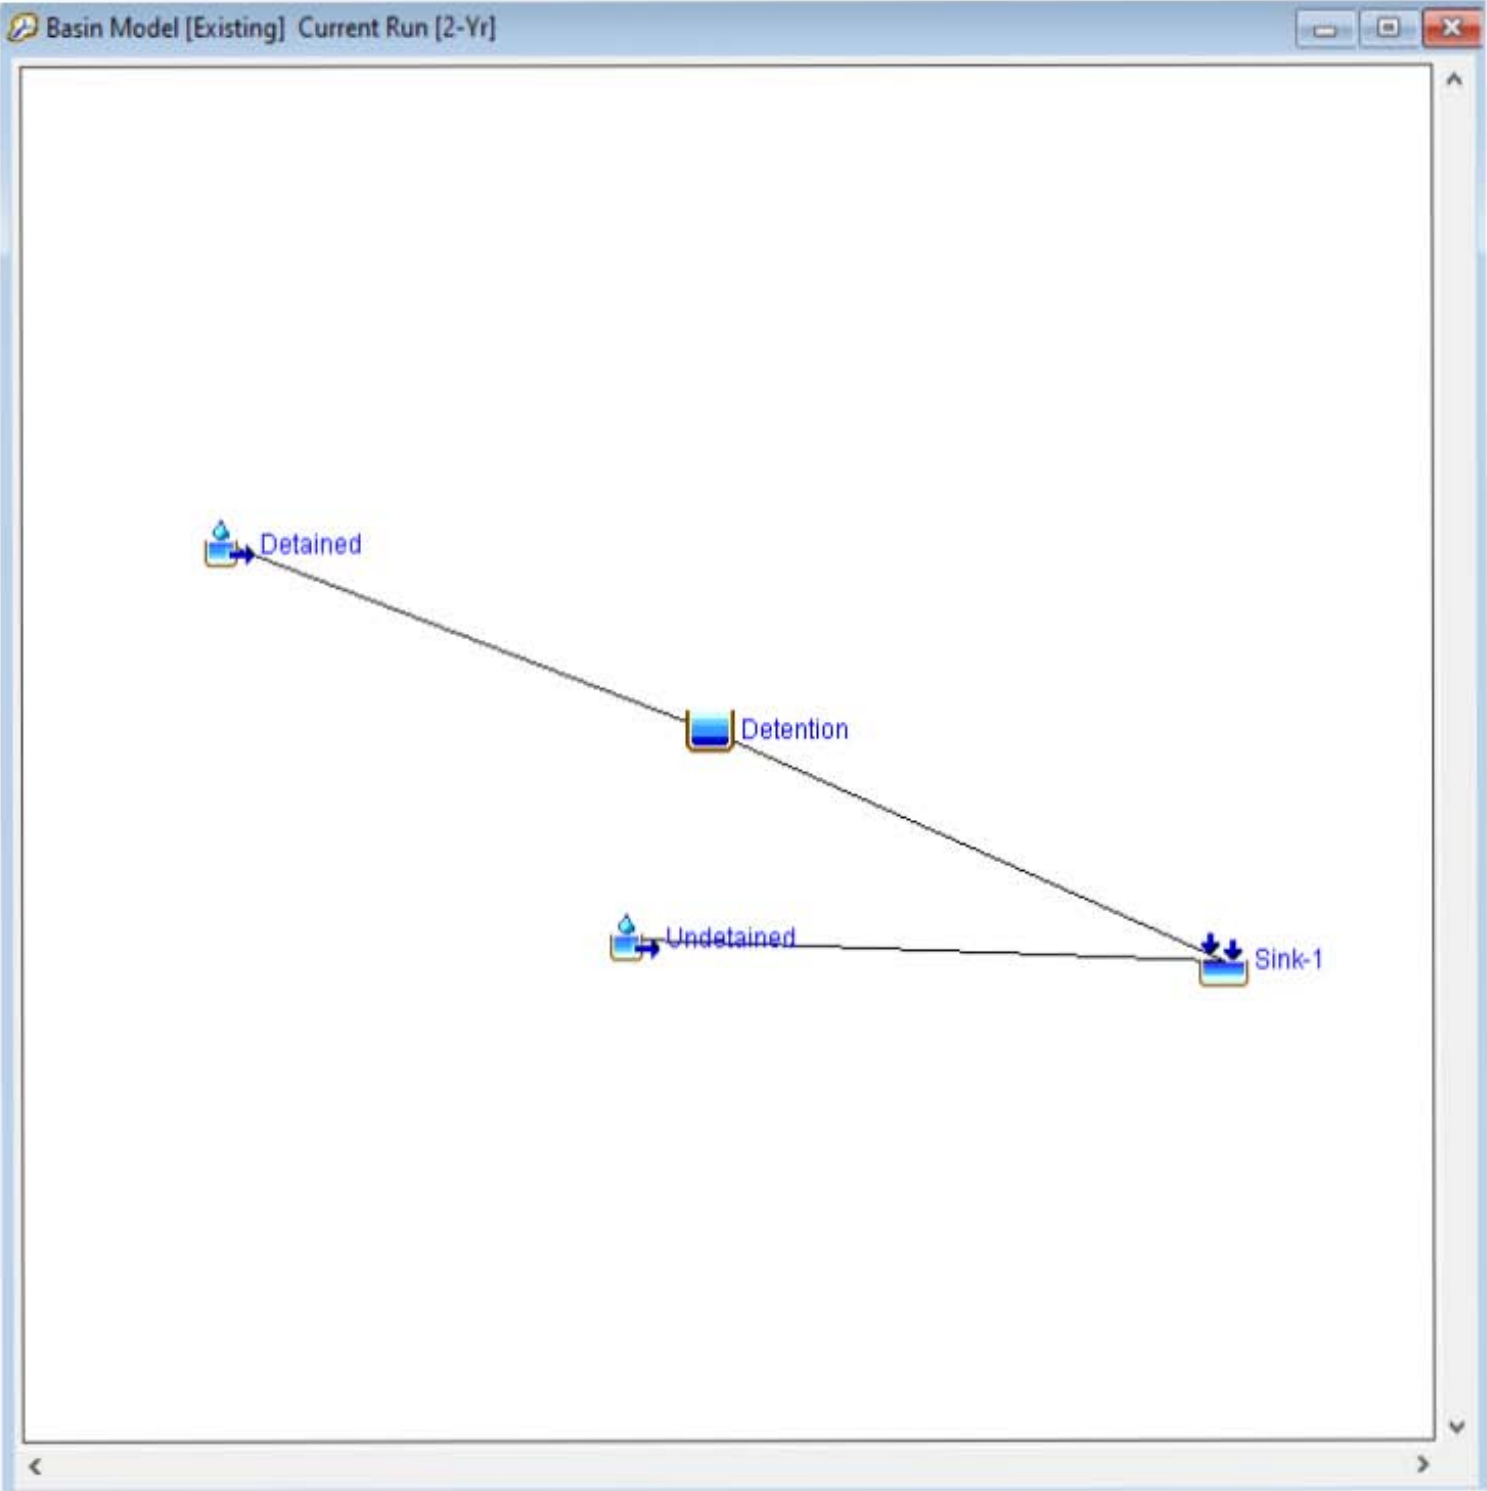 Basin Model [Existing] Current Run [2-Yr]
Detained
Detention
Undetained
Sink-1